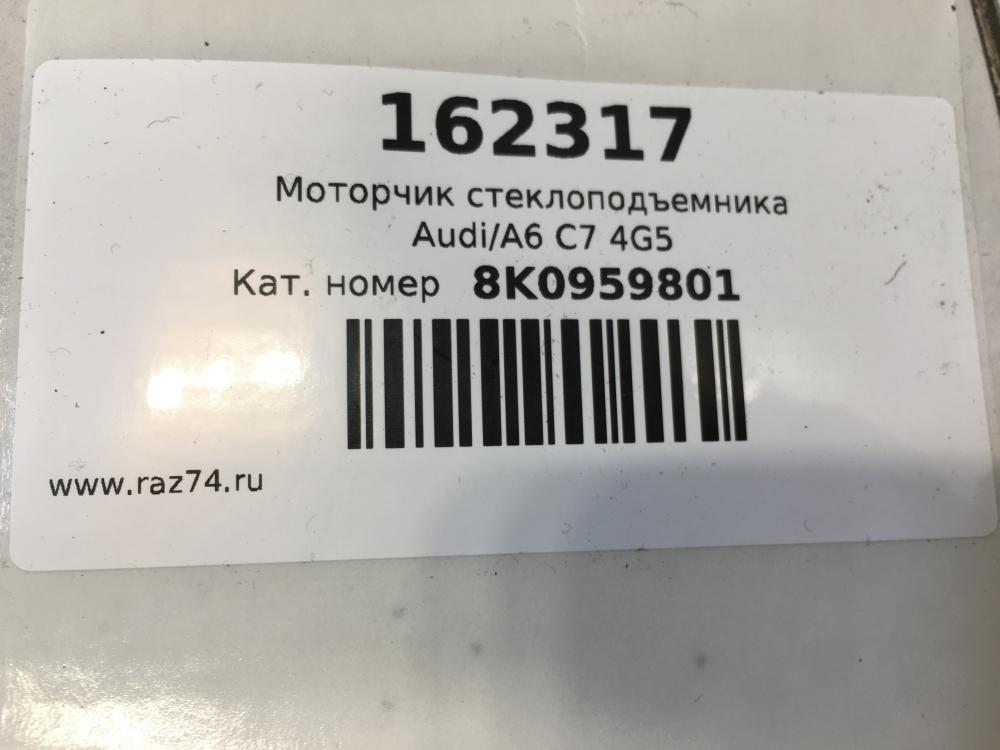 162317
Моторчик стеклоподъемника
Audi/A6 C7 4G5
Кат. номер 8K0959801
www.raz74.ru